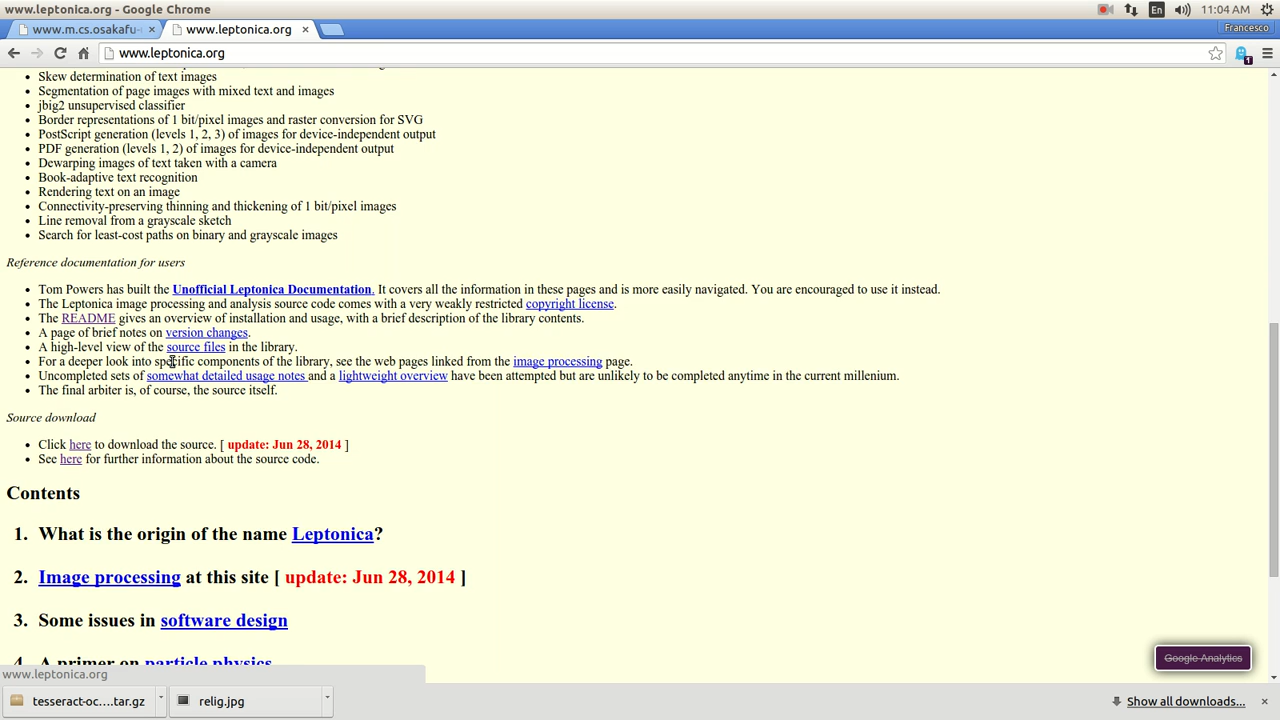 www.leptonica.org - Google Chrome
En
11:04 AM
www.m.cs.osakafu-
www.leptonica.org
Francesco
www.leptonica.org
1
Skew determination of text images
Segmentation of page images with mixed text and images
jbig2 unsupervised classifier
Border representations of 1 bit/pixel images and raster conversion for SVG
PostScript generation (levels 1, 2, 3) of images for device-independent output
PDF generation (levels 1, 2) of images for device-independent output
Dewarping images of text taken with a camera
Book-adaptive text recognition
Rendering text on an image
Connectivity-preserving thinning and thickening of 1 bit/pixel images
Line removal from a grayscale sketch
Search for least-cost paths on binary and grayscale images
Reference documentation for users
Tom Powers has built the Unofficial Leptonica Documentation. It covers all the information in these pages and is more easily navigated. You are encouraged to use it instead.
The Leptonica image processing and analysis source code comes with a very weakly restricted copyright license.
The README gives an overview of installation and usage, with a brief description of the library contents.
A page of brief notes on version changes.
A high-level view of the source files in the library.
For a deeper look into specific components of the library, see the web pages linked from the image processing page.
Uncompleted sets of somewhat detailed usage notes and a lightweight overview have been attempted but are unlikely to be completed anytime in the current millenium.
The final arbiter is, of course, the source itself.
Source download
Click here to download the source. [ update: Jun 28, 2014 ]
See here for further information about the source code.
Contents
1. What is the origin of the name Leptonica?
2. Image processing at this site [ update: Jun 28, 2014 ]
3. Some issues in software design
4. A primer on particle physics
Google Analytics
www.leptonica.org
tesseract-oc....tar.gz
relig.jpg
Show all downloads...